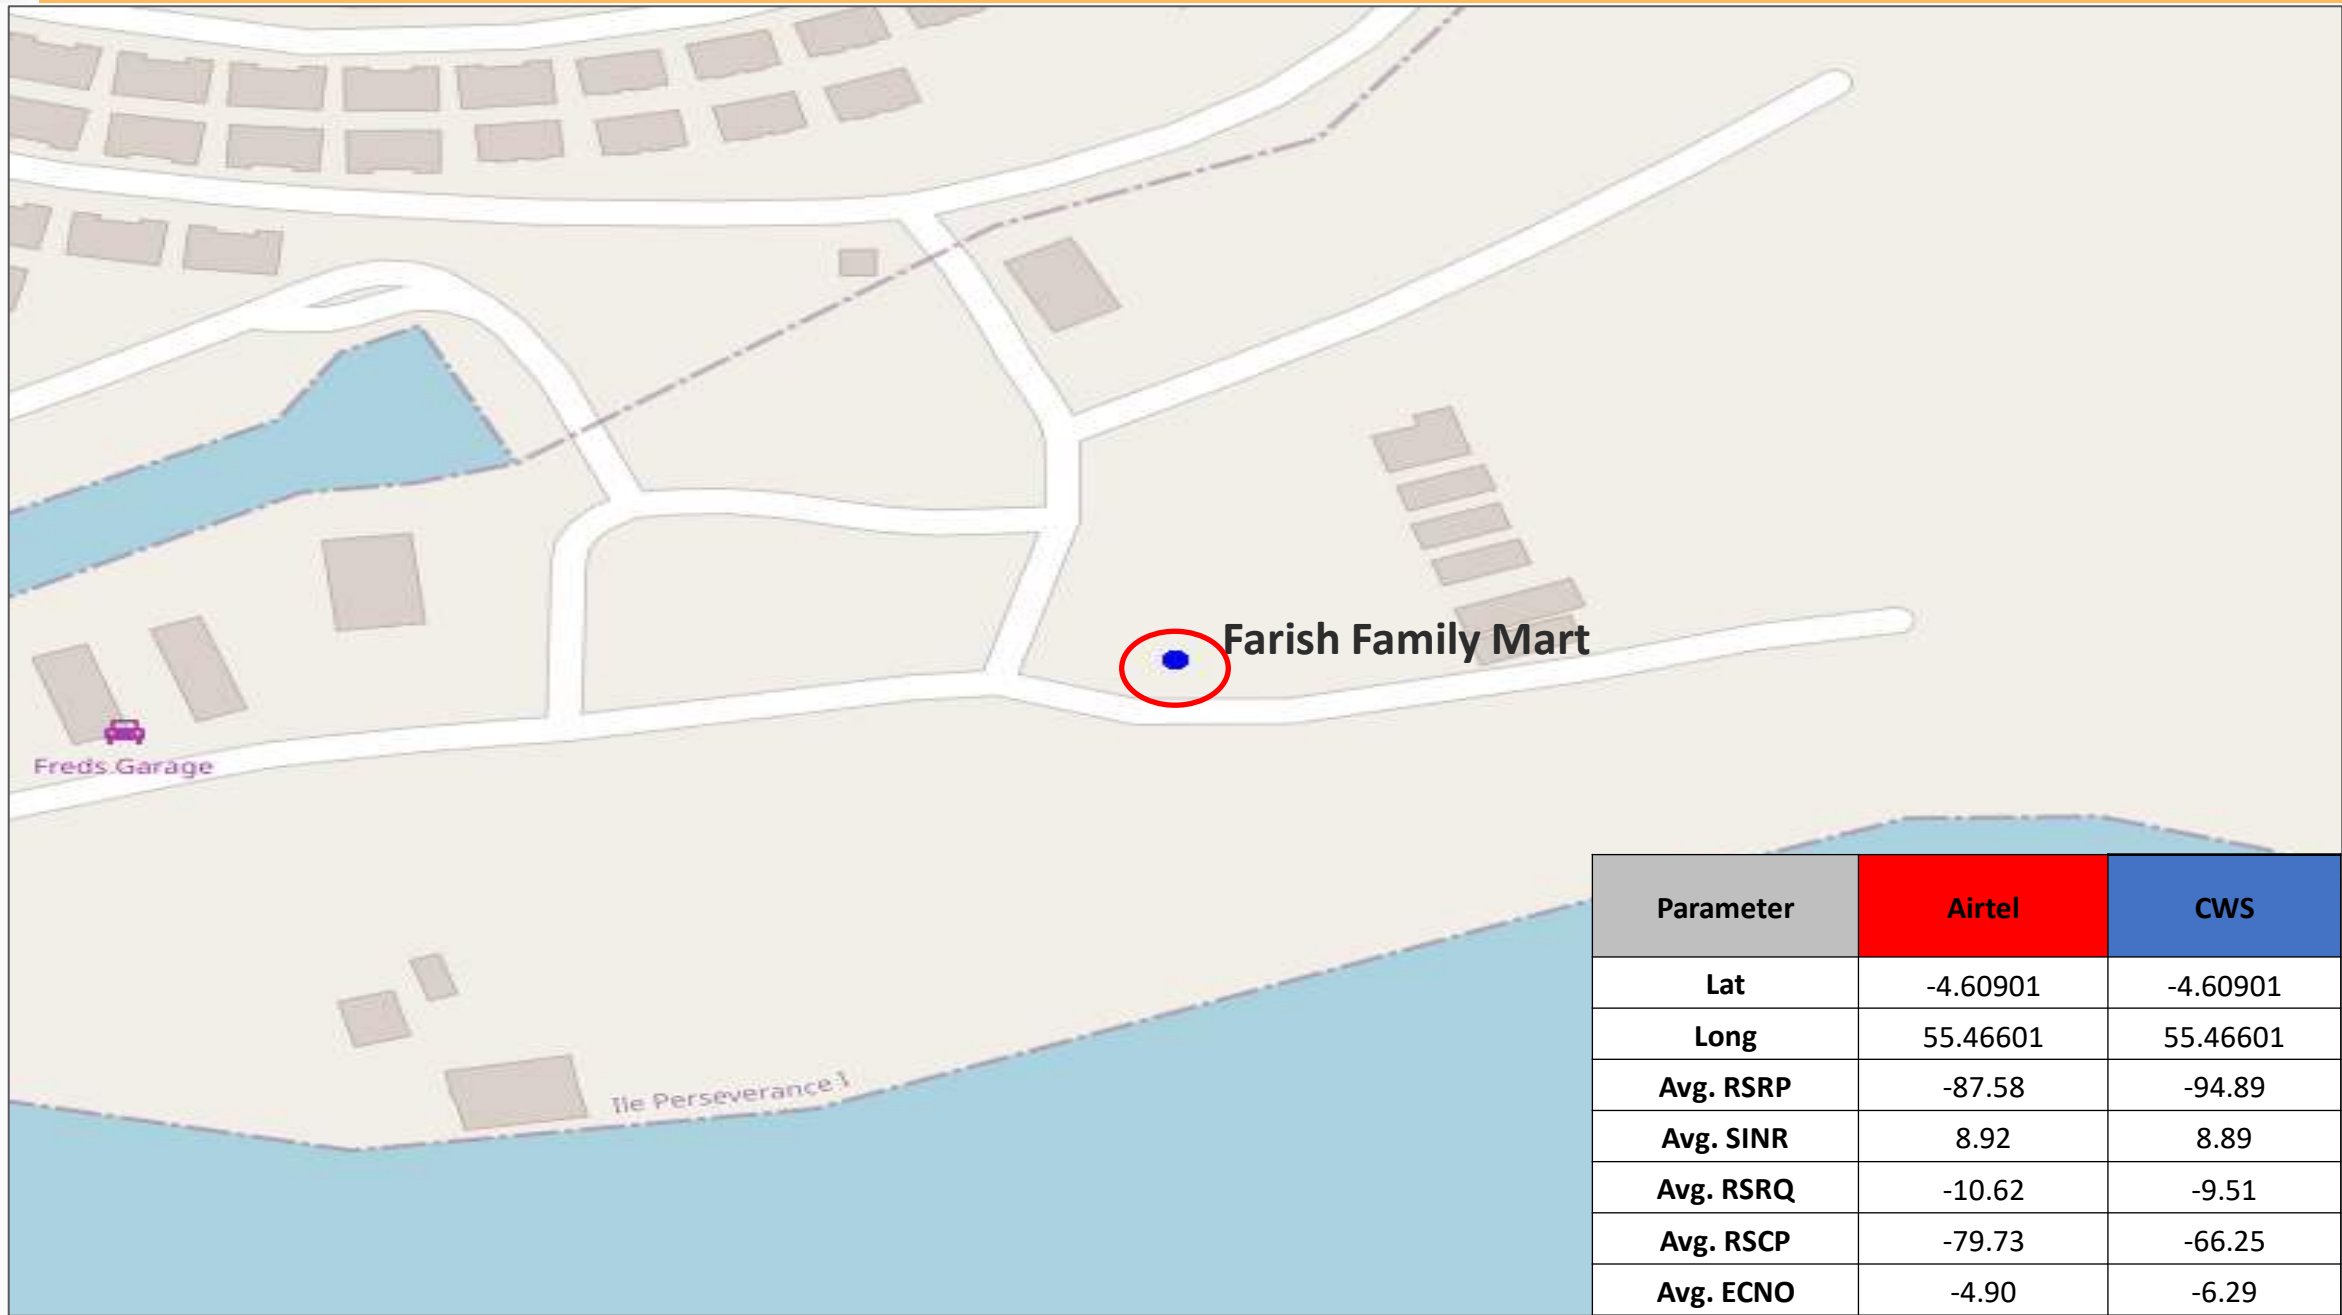 Farish Family Mart
Freds Garage
Ile Perseverance I
Parameter Airtel CWS
Lat -4.60901 -4.60901
Long 55.46601 55.46601
Avg. RSRP -87.58 -94.89
Avg. SINR 8.92 8.89
Avg. RSRQ -10.62 -9.51
Avg. RSCP -79.73 -66.25
Avg. ECNO -4.90 -6.29